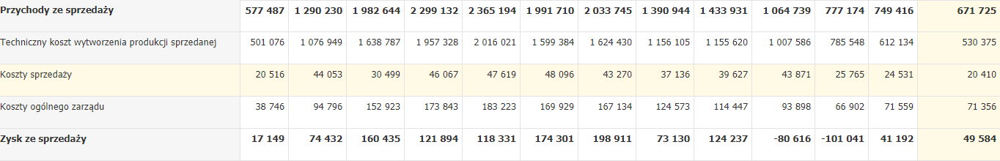 Przychody ze sprzedaży 577 487 1 290 230 1 982 644 2 299 132 2 365 194 1 991 710 2 033 745 1 390 944 1 433 931 1 064 739 777 174 749 416 671 725
Techniczny koszt wytworzenia produkcji sprzedanej 501 076 1 076 949 1 638 787 1 957 328 2 016 021 1 599 384 1 624 430 1 156 105 1 155 620 1 007 586 785 548 612 134 530 375
Koszty sprzedaży 20 516 44 053 30 499 46 067 47 619 48 096 43 270 37 136 39 627 43 871 25 765 24 531 20 410
Koszty ogólnego zarządu 38 746 94 796 152 923 173 843 183 223 169 929 167 134 124 573 114 447 93 898 66 902 71 559 71 356
Zysk ze sprzedaży 17 149 74 432 160 435 121 894 118 331 174 301 198 911 73 130 124 237 -80 616 -101 041 41 192 49 584